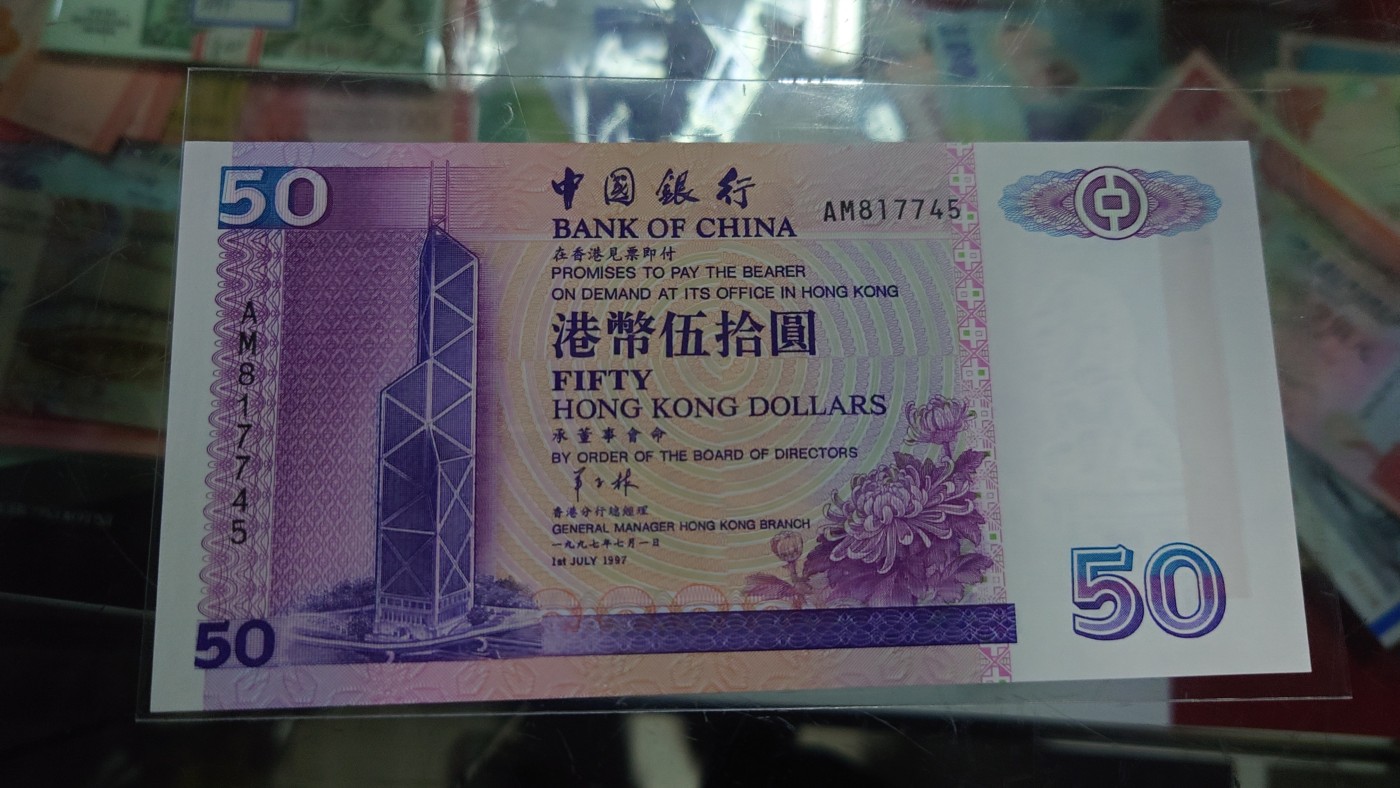 50
中國銀行
BANK OF CHINA
AM817745
在香港見票即付
PROMISES TO PAY THE BEARER
ON DEMAND AT ITS OFFICE IN HONG KONG
港幣伍拾圓
FIFTY
HONG KONG DOLLARS
承董事會命
BY ORDER OF THE BOARD OF DIRECTORS
香港分行總經理
GENERAL MANAGER HONG KONG BRANCH
一九九七年七月一日
1st JULY 1997
AM817745
50
50